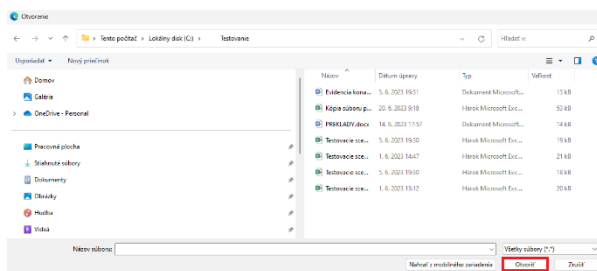 Otvorenie
Tento počítač > Lokálny disk (C:) > Testovanie
Hľadať v:
Usporiadať Nový priečinok
Názov Dátum úpravy Typ Veľkosť
Domov
Galéria
OneDrive - Personal
Pracovná plocha
Stiahnuté súbory
Dokumenty
Obrázky
Hudba
Videá
Evidencia kona... 5. 6. 2023 19:31 Dokument Microsoft... 13 kB
Kópia súboru p... 20. 6. 2023 9:18 Hárok Microsoft Exc... 53 kB
PREKLADY.docx 14. 6. 2023 17:57 Dokument Microsoft... 14 kB
Testovacie sce... 5. 6. 2023 19:30 Hárok Microsoft Exc... 19 kB
Testovacie sce... 1. 6. 2023 14:47 Hárok Microsoft Exc... 21 kB
Testovacie sce... 5. 6. 2023 19:30 Hárok Microsoft Exc... 18 kB
Testovacie sce... 1. 6. 2023 13:12 Hárok Microsoft Exc... 20 kB
Názov súboru:
Všetky súbory (*.*)
Nahrať z mobilného zariadenia Otvoriť Zrušiť